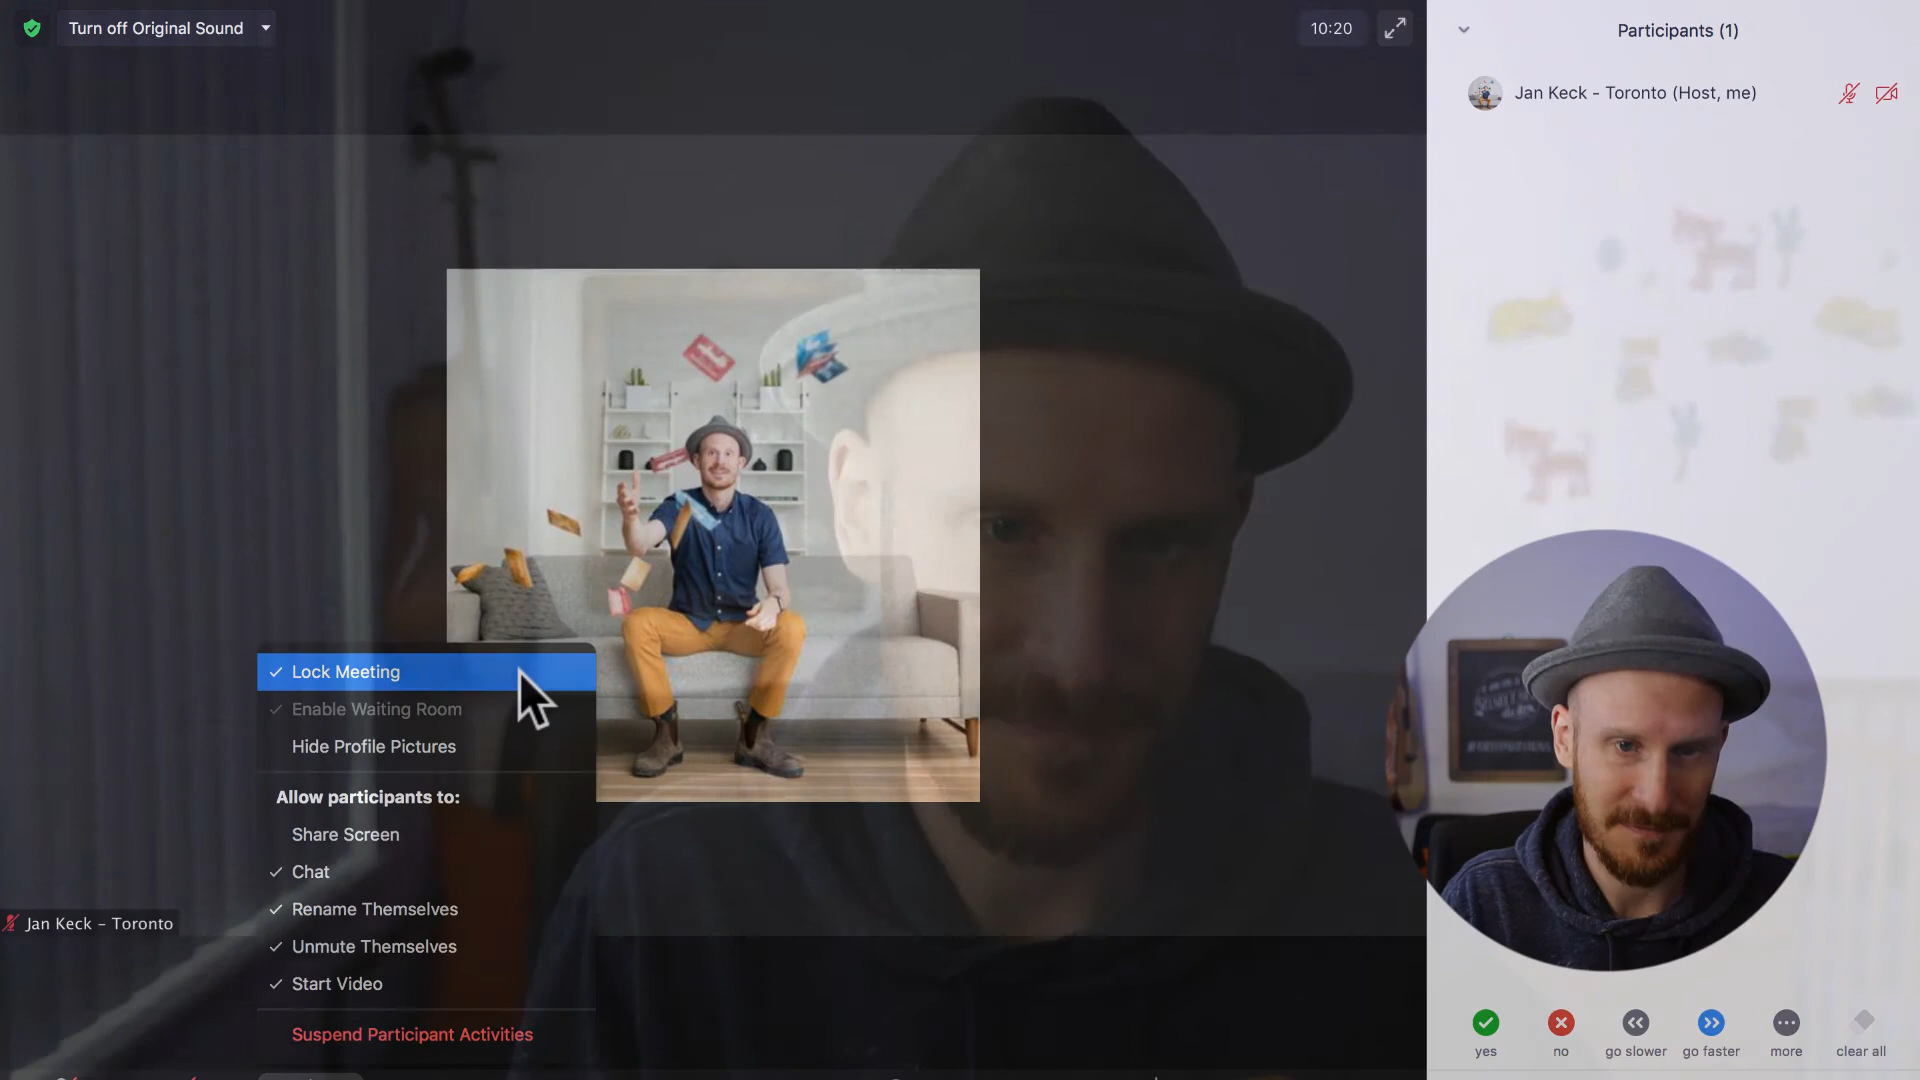 Turn off Original Sound
10:20
Participants (1)
Jan Keck - Toronto (Host, me)
Lock Meeting
Enable Waiting Room
Hide Profile Pictures
Allow participants to:
Share Screen
Chat
Rename Themselves
Unmute Themselves
Start Video
Suspend Participant Activities
Jan Keck - Toronto
yes
no
go slower
go faster
more
clear all